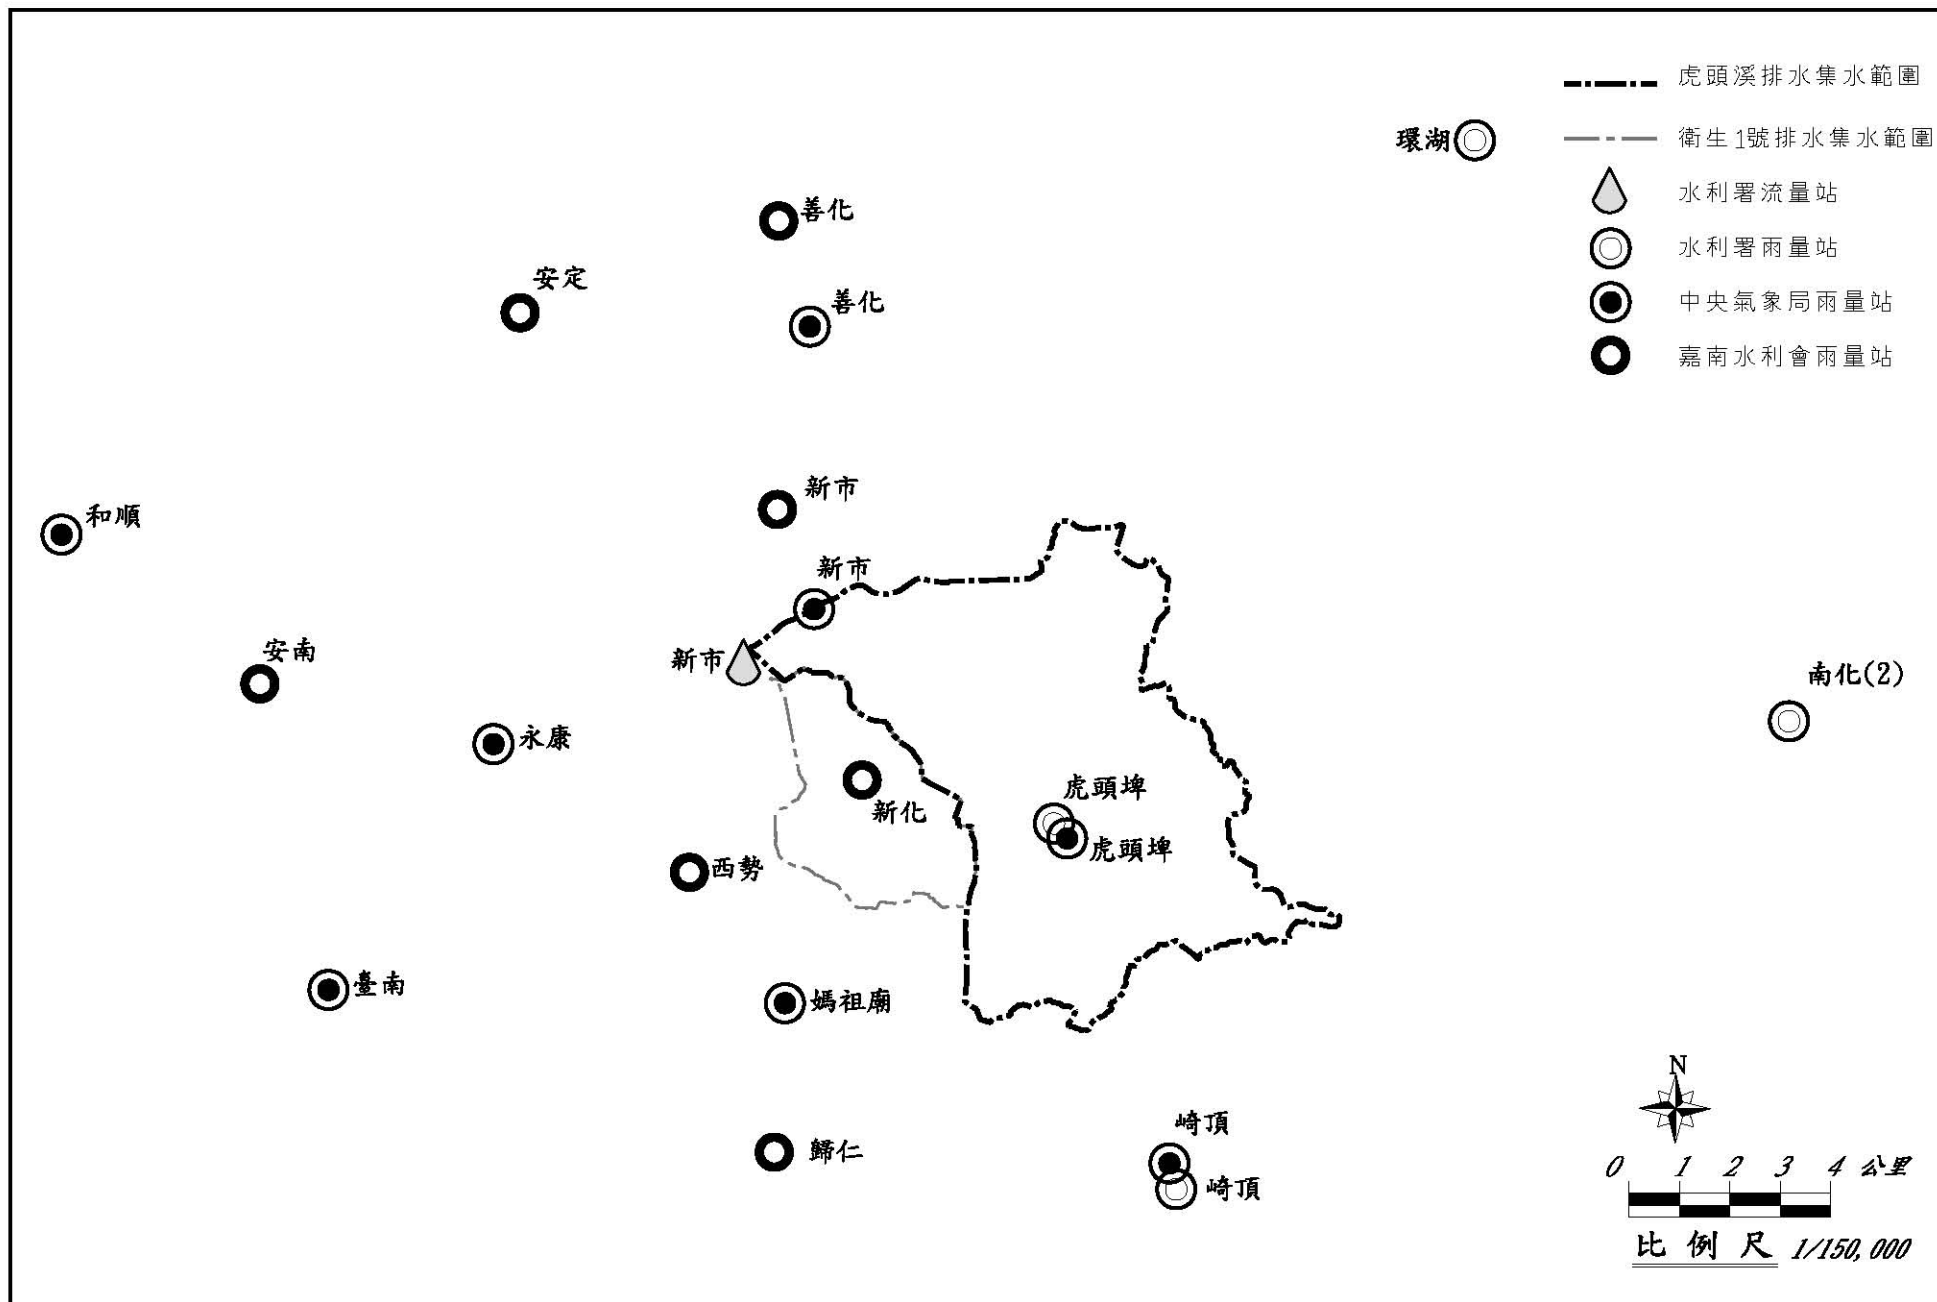 虎頭溪排水集水範圍
環湖
衛生1號排水集水範圍
水利署流量站
善化
水利署雨量站
安定
善化
中央氣象局雨量站
嘉南水利會雨量站
新市
和順
新市
安南
新市
南化(2)
永康
虎頭埤
新化
虎頭埤
西勢
臺南
媽祖廟
N
崎頂
歸仁
0 1 2 3 4 公里
崎頂
比例尺 1/150,000